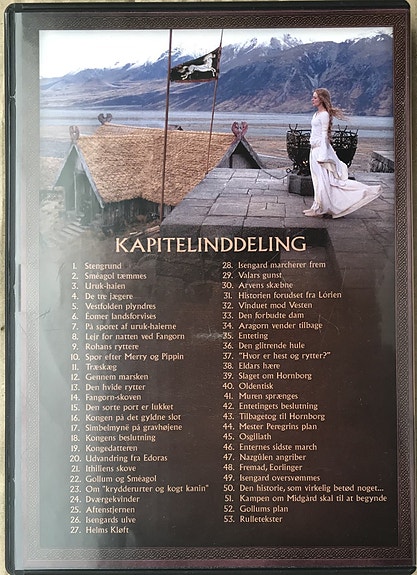 KAPITELINDDELING
1. Stengrund
2. Sméagol tæmmes
3. Uruk-haien
4. De tre jægere
5. Vestfolden plyndres
6. Éomer landsforvises
7. På sporet af uruk-haierne
8. Lejr for natten ved Fangorn
9. Rohans ryttere
10. Spor efter Merry og Pippin
11. Træskæg
12. Gennem marsken
13. Den hvide rytter
14. Fangorn-skoven
15. Den sorte port er lukket
16. Kongen på det gyldne slot
17. Simbelmynë på gravhøjene
18. Kongens beslutning
19. Kongedatteren
20. Udvandring fra Edoras
21. Ithiliens skove
22. Gollum og Sméagol
23. Om "krydderurter og kogt kanin"
24. Dværgekvinder
25. Aftenstjernen
26. Isengards ulve
27. Helms Kløft
28. Isengard marcherer frem
29. Valars gunst
30. Arvens skæbne
31. Historien forudset fra Lórien
32. Vinduet mod Vesten
33. Den forbudte dam
34. Aragorn vender tilbage
35. Enteting
36. Den glitrende hule
37. "Hvor er hest og rytter?"
38. Eldars hære
39. Slaget om Hornborg
40. Oldentisk
41. Muren sprænges
42. Entetingets beslutning
43. Tilbagetog til Hornborg
44. Mester Peregrins plan
45. Osgiliath
46. Enternes sidste march
47. Nazgûlen angriber
48. Fremad, Eorlinger
49. Isengard oversvømmes
50. Den historie, som virkelig betød noget...
51. Kampen om Midgård skal til at begynde
52. Gollums plan
53. Rulletekster